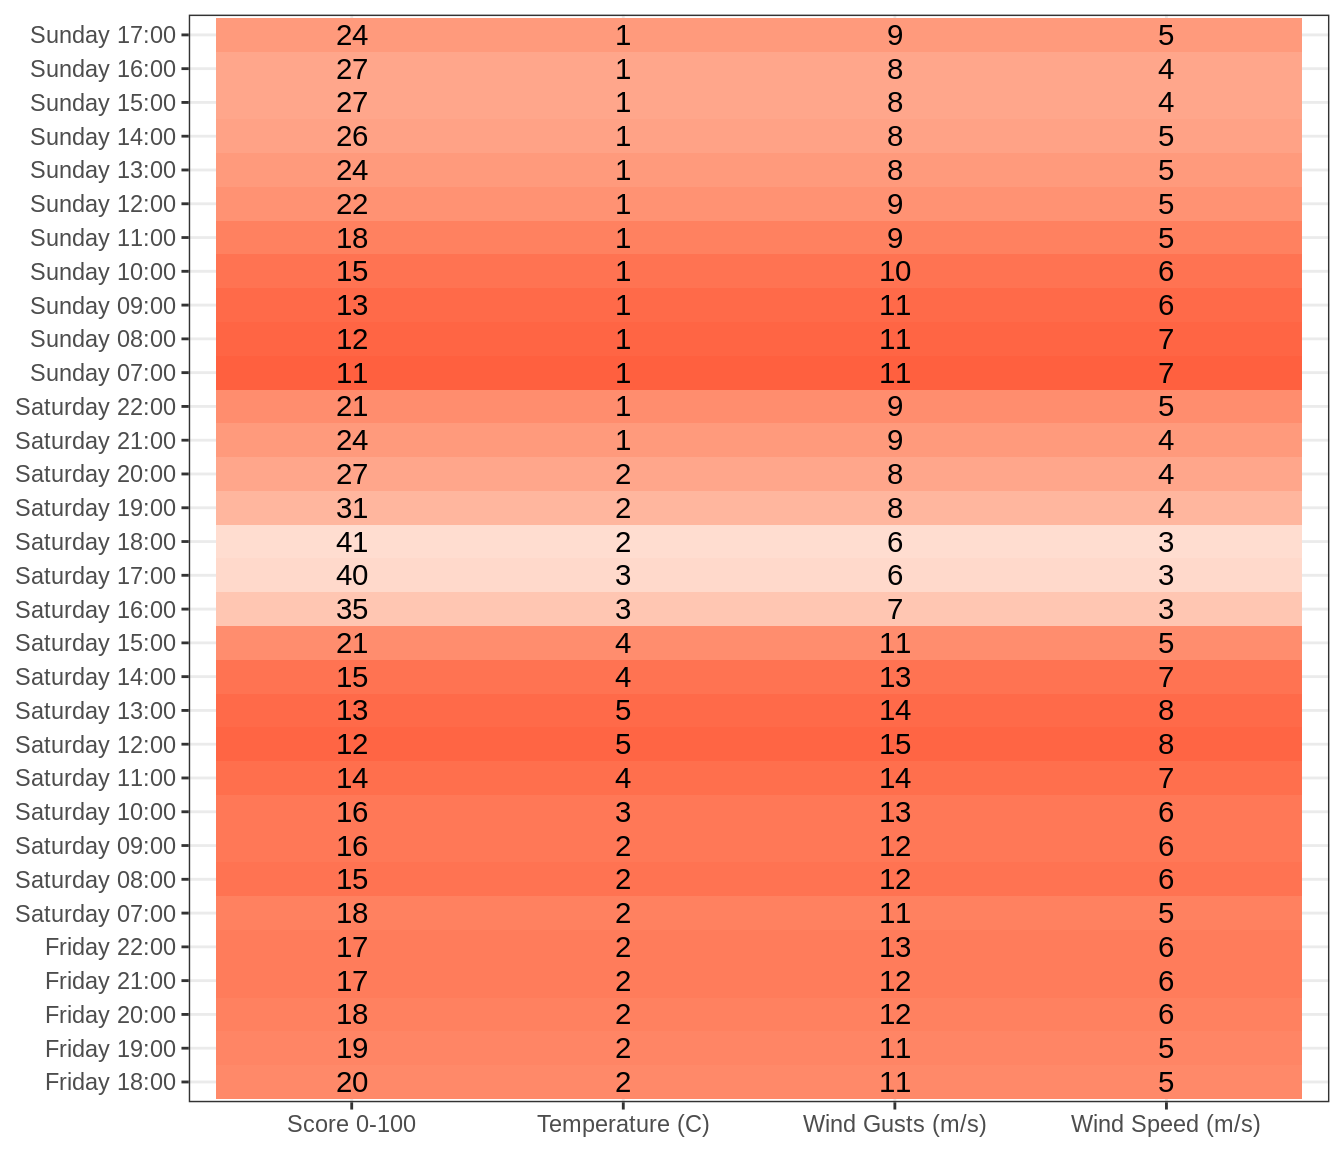 Sunday 17:00 24 1 9 5
Sunday 16:00 27 1 8 4
Sunday 15:00 27 1 8 4
Sunday 14:00 26 1 8 5
Sunday 13:00 24 1 8 5
Sunday 12:00 22 1 9 5
Sunday 11:00 18 1 9 5
Sunday 10:00 15 1 10 6
Sunday 09:00 13 1 11 6
Sunday 08:00 12 1 11 7
Sunday 07:00 11 1 11 7
Saturday 22:00 21 1 9 5
Saturday 21:00 24 1 9 4
Saturday 20:00 27 2 8 4
Saturday 19:00 31 2 8 4
Saturday 18:00 41 2 6 3
Saturday 17:00 40 3 6 3
Saturday 16:00 35 3 7 3
Saturday 15:00 21 4 11 5
Saturday 14:00 15 4 13 7
Saturday 13:00 13 5 14 8
Saturday 12:00 12 5 15 8
Saturday 11:00 14 4 14 7
Saturday 10:00 16 3 13 6
Saturday 09:00 16 2 12 6
Saturday 08:00 15 2 12 6
Saturday 07:00 18 2 11 5
Friday 22:00 17 2 13 6
Friday 21:00 17 2 12 6
Friday 20:00 18 2 12 6
Friday 19:00 19 2 11 5
Friday 18:00 20 2 11 5
Score 0-100 Temperature (C) Wind Gusts (m/s) Wind Speed (m/s)